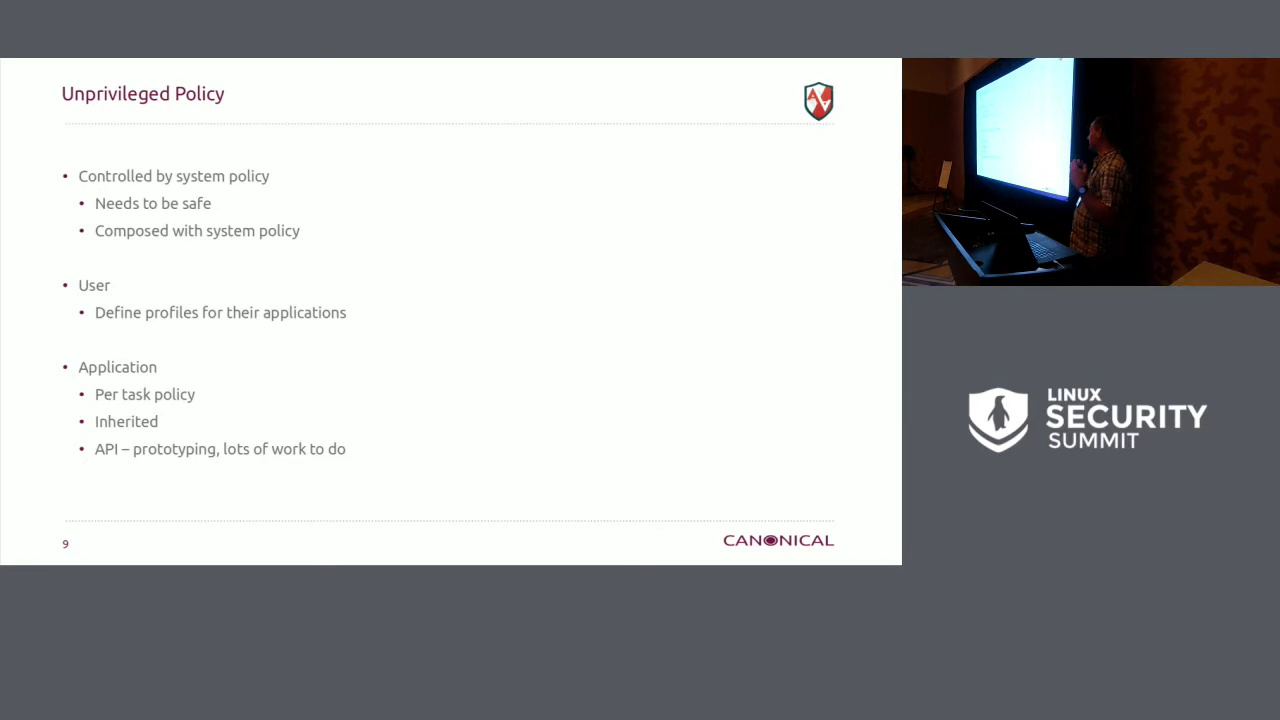 Unprivileged Policy
• Controlled by system policy
• Needs to be safe
• Composed with system policy
• User
• Define profiles for their applications
• Application
• Per task policy
• Inherited
• API – prototyping, lots of work to do
9
CANONICAL
LINUX
SECURITY
SUMMIT